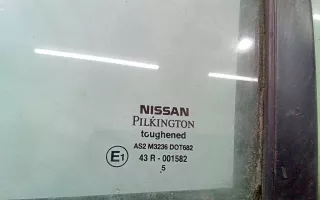 NISSAN
PILKINGTON
toughened
AS2 M3236 DOT682
E1 43 R - 001582
5